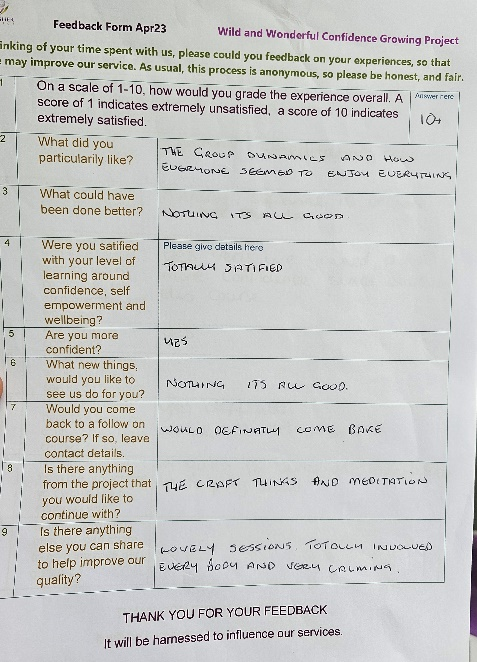 Feedback Form Apr23
Wild and Wonderful Confidence Growing Project
inking of your time spent with us, please could you feedback on your experiences, so that
may improve our service. As usual, this process is anonymous, so please be honest, and fair.
On a scale of 1-10, how would you grade the experience overall. A
score of 1 indicates extremely unsatisfied, a score of 10 indicates
extremely satisfied.
Answer here
10+
2
What did you
particularly like?
THE GROUP DYNAMICS AND HOW
EVERYONE SEEMED TO ENJOY EVERYTHING
3
What could have
been done better?
NOTHING ITS ALL GOOD
4
Were you satified
with your level of
learning around
confidence, self
empowerment and
wellbeing?
Please give details here
TOTALLY SATIFIED
5
Are you more
confident?
YES
6
What new things,
would you like to
see us do for you?
NOTHING ITS ALL GOOD.
7
Would you come
back to a follow on
course? If so, leave
contact details.
WOULD DEFINATLY COME BAKE
8
Is there anything
from the project that
you would like to
continue with?
THE CRAFT THINGS AND MEDITATION
9
Is there anything
else you can share
to help improve our
quality?
LOVELY SESSIONS. TOTOLLY INVOLVED
EVERY BODY AND VERY CALMING.
THANK YOU FOR YOUR FEEDBACK
It will be harnessed to influence our services.